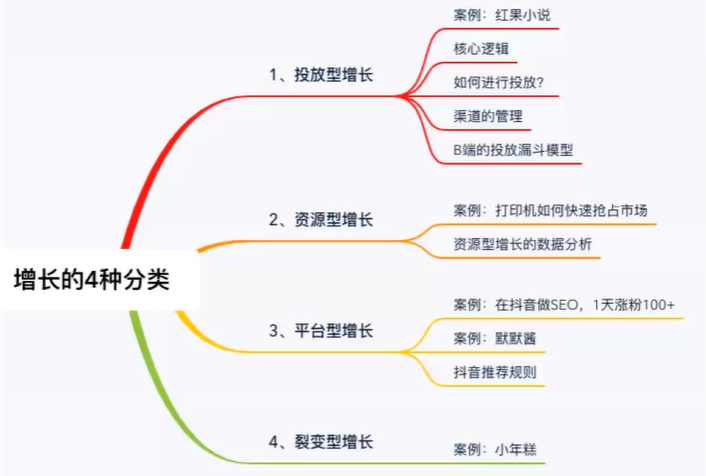 增长的4种分类
1、投放型增长
案例：红果小说
核心逻辑
如何进行投放？
渠道的管理
B端的投放漏斗模型
2、资源型增长
案例：打印机如何快速抢占市场
资源型增长的数据分析
3、平台型增长
案例：在抖音做SEO，1天涨粉100+
案例：默默酱
抖音推荐规则
4、裂变型增长
案例：小年糕